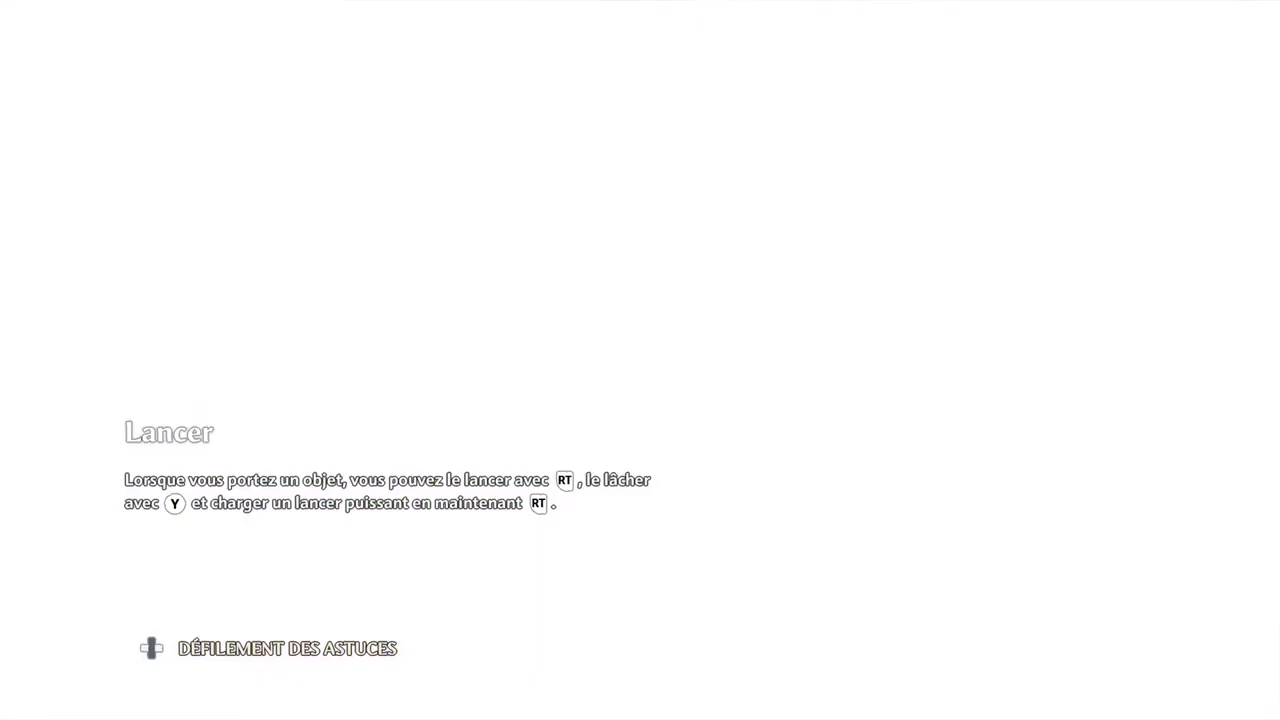 Lancer
Lorsque vous portez un objet, vous pouvez le lancer avec RT, le lâcher
avec Y et charger un lancer puissant en maintenant RT.
DÉFILEMENT DES ASTUCES